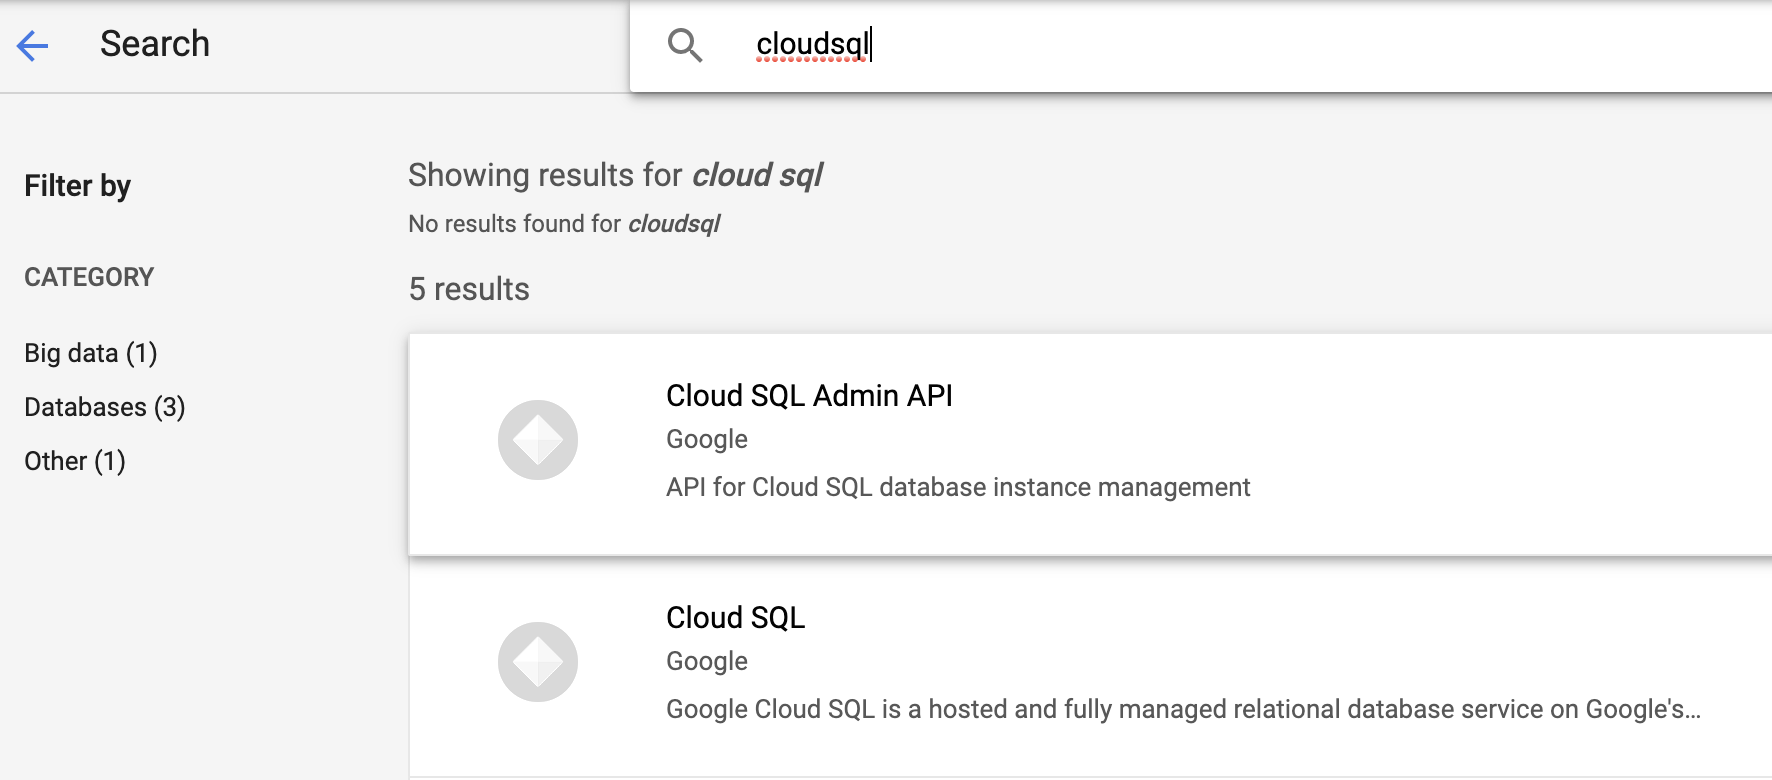 Search
cloudsql
Filter by
CATEGORY
Big data (1)
Databases (3)
Other (1)
Showing results for cloud sql
No results found for cloudsql
5 results
Cloud SQL Admin API
Google
API for Cloud SQL database instance management
Cloud SQL
Google
Google Cloud SQL is a hosted and fully managed relational database service on Google's...